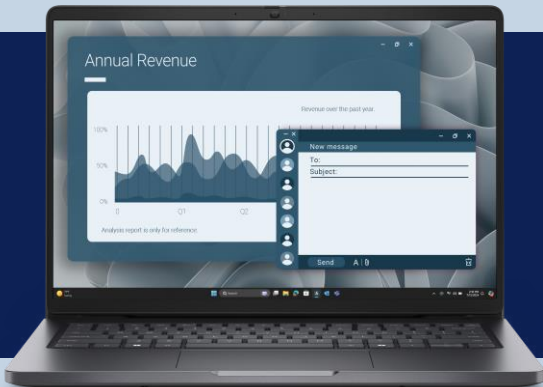 Annual Revenue
Revenue over the past year.
100%
50%
0%
0
Q1
Q2
Analysis report is only for reference.
New message
To:
Subject:
Send
A